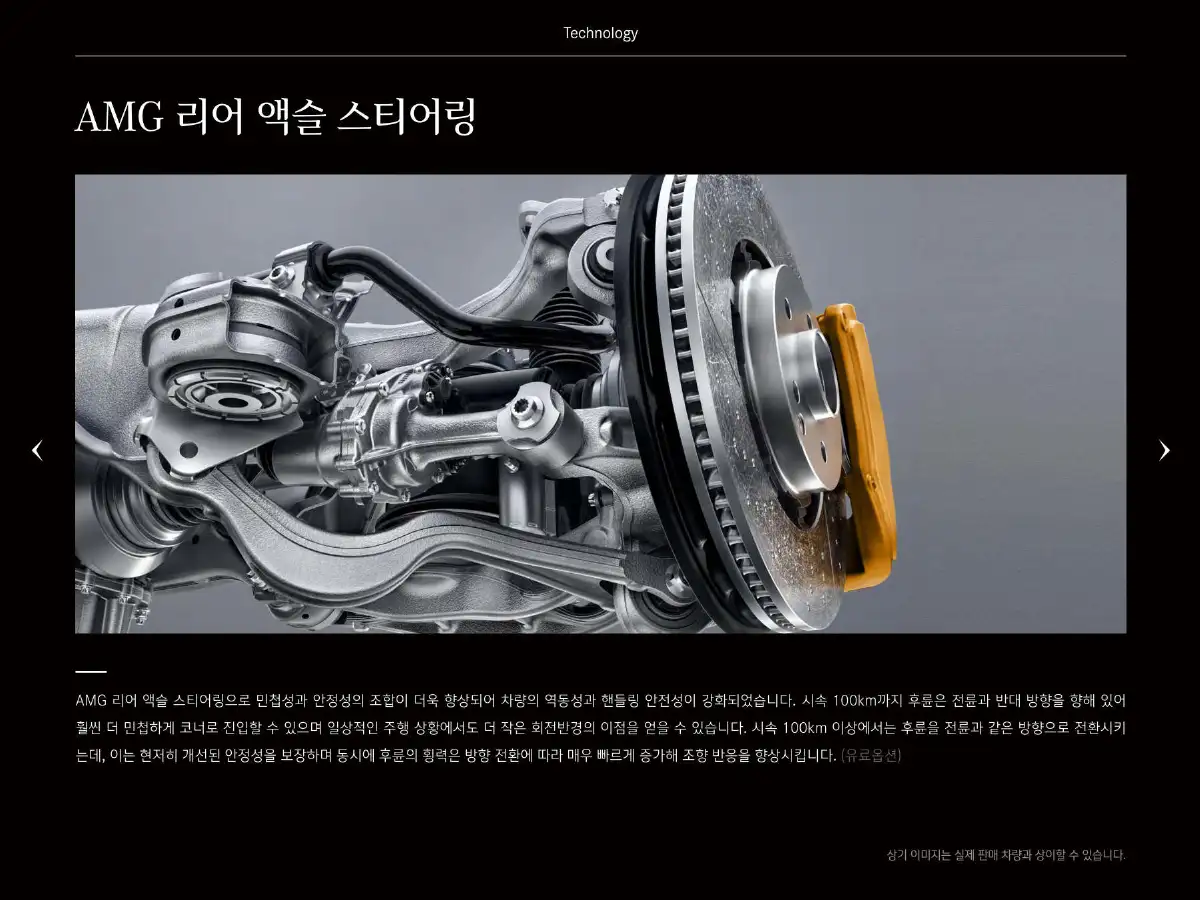 Technology
AMG 리어 액슬 스티어링
AMG 리어 액슬 스티어링으로 민첩성과 안정성의 조합이 더욱 향상되어 차량의 역동성과 핸들링 안전성이 강화되었습니다. 시속 100km까지 후륜은 전륜과 반대 방향을 향해 있어
훨씬 더 민첩하게 코너로 진입할 수 있으며 일상적인 주행 상황에서도 더 작은 회전반경의 이점을 얻을 수 있습니다. 시속 100km 이상에서는 후륜을 전륜과 같은 방향으로 전환시키
는데, 이는 현저히 개선된 안정성을 보장하며 동시에 후륜의 횡력은 방향 전환에 따라 매우 빠르게 증가해 조향 반응을 향상시킵니다. (유료옵션)
상기 이미지는 실제 판매 차량과 상이할 수 있습니다.